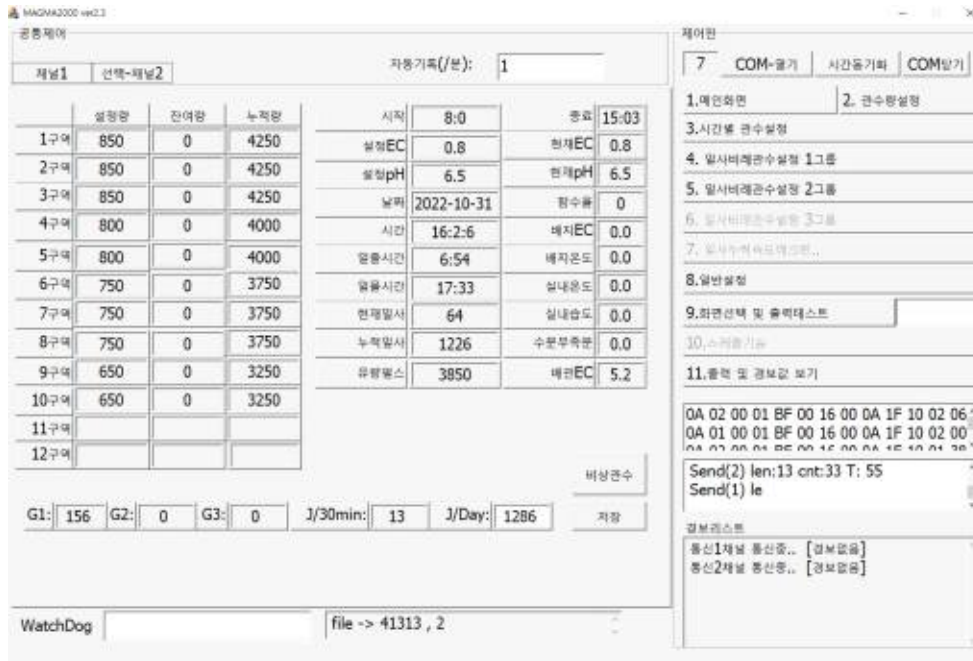 MAGMA2000 ver2.3
공통제어
제어판
채널1 선택-채널2
자동기록(/분): 1
7 COM-열기 시간동기화 COM닫기
설정량 잔여량 누적량
1구역 850 0 4250
2구역 850 0 4250
3구역 850 0 4250
4구역 800 0 4000
5구역 800 0 4000
6구역 750 0 3750
7구역 750 0 3750
8구역 750 0 3750
9구역 650 0 3250
10구역 650 0 3250
11구역
12구역
시작 8:0 종료 15:03
설정EC 0.8 현재EC 0.8
설정pH 6.5 현재pH 6.5
날짜 2022-10-31 함수율 0
시간 16:2:6 배지EC 0.0
일출시간 6:54 배지온도 0.0
일몰시간 17:33 실내온도 0.0
현재일사 64 실내습도 0.0
누적일사 1226 수분부족분 0.0
유량펄스 3850 배관EC 5.2
비상관수
G1: 156 G2: 0 G3: 0 J/30min: 13 J/Day: 1286 저장
1.메인화면 2. 관수량설정
3.시간별 관수설정
4. 일사비례관수설정 1그룹
5. 일사비례관수설정 2그룹
6. 일사비례관수설정 3그룹
8.일반설정
9.화면선택 및 출력테스트
11.출력 및 경보값 보기
0A 02 00 01 BF 00 16 00 0A 1F 10 02 06
0A 01 00 01 BF 00 16 00 0A 1F 10 02 00
Send(2) len:13 cnt:33 T: 55
Send(1) le
경보리스트
통신1채널 통신중.. [경보없음]
통신2채널 통신중.. [경보없음]
WatchDog
file -> 41313 , 2